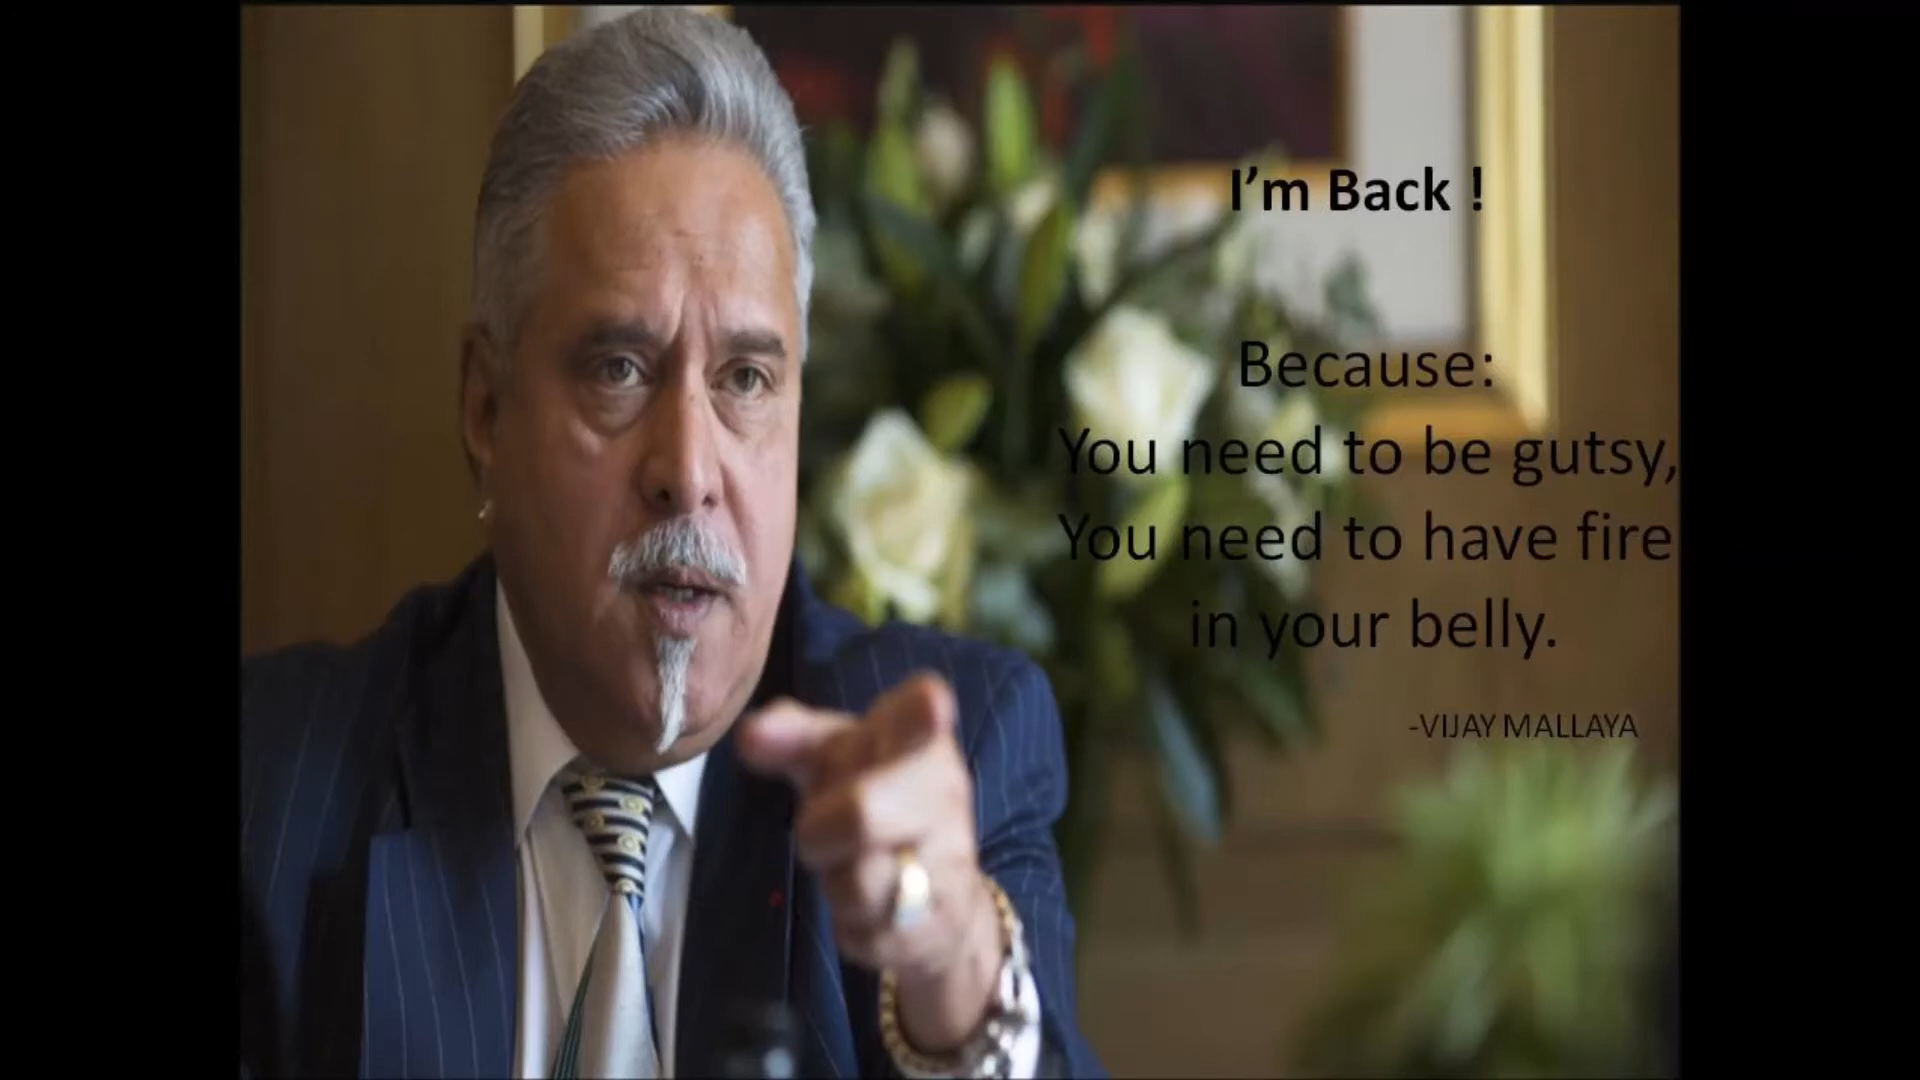 I’m Back !
Because:
You need to be gutsy,
You need to have fire
in your belly.
-VIJAY MALLAYA